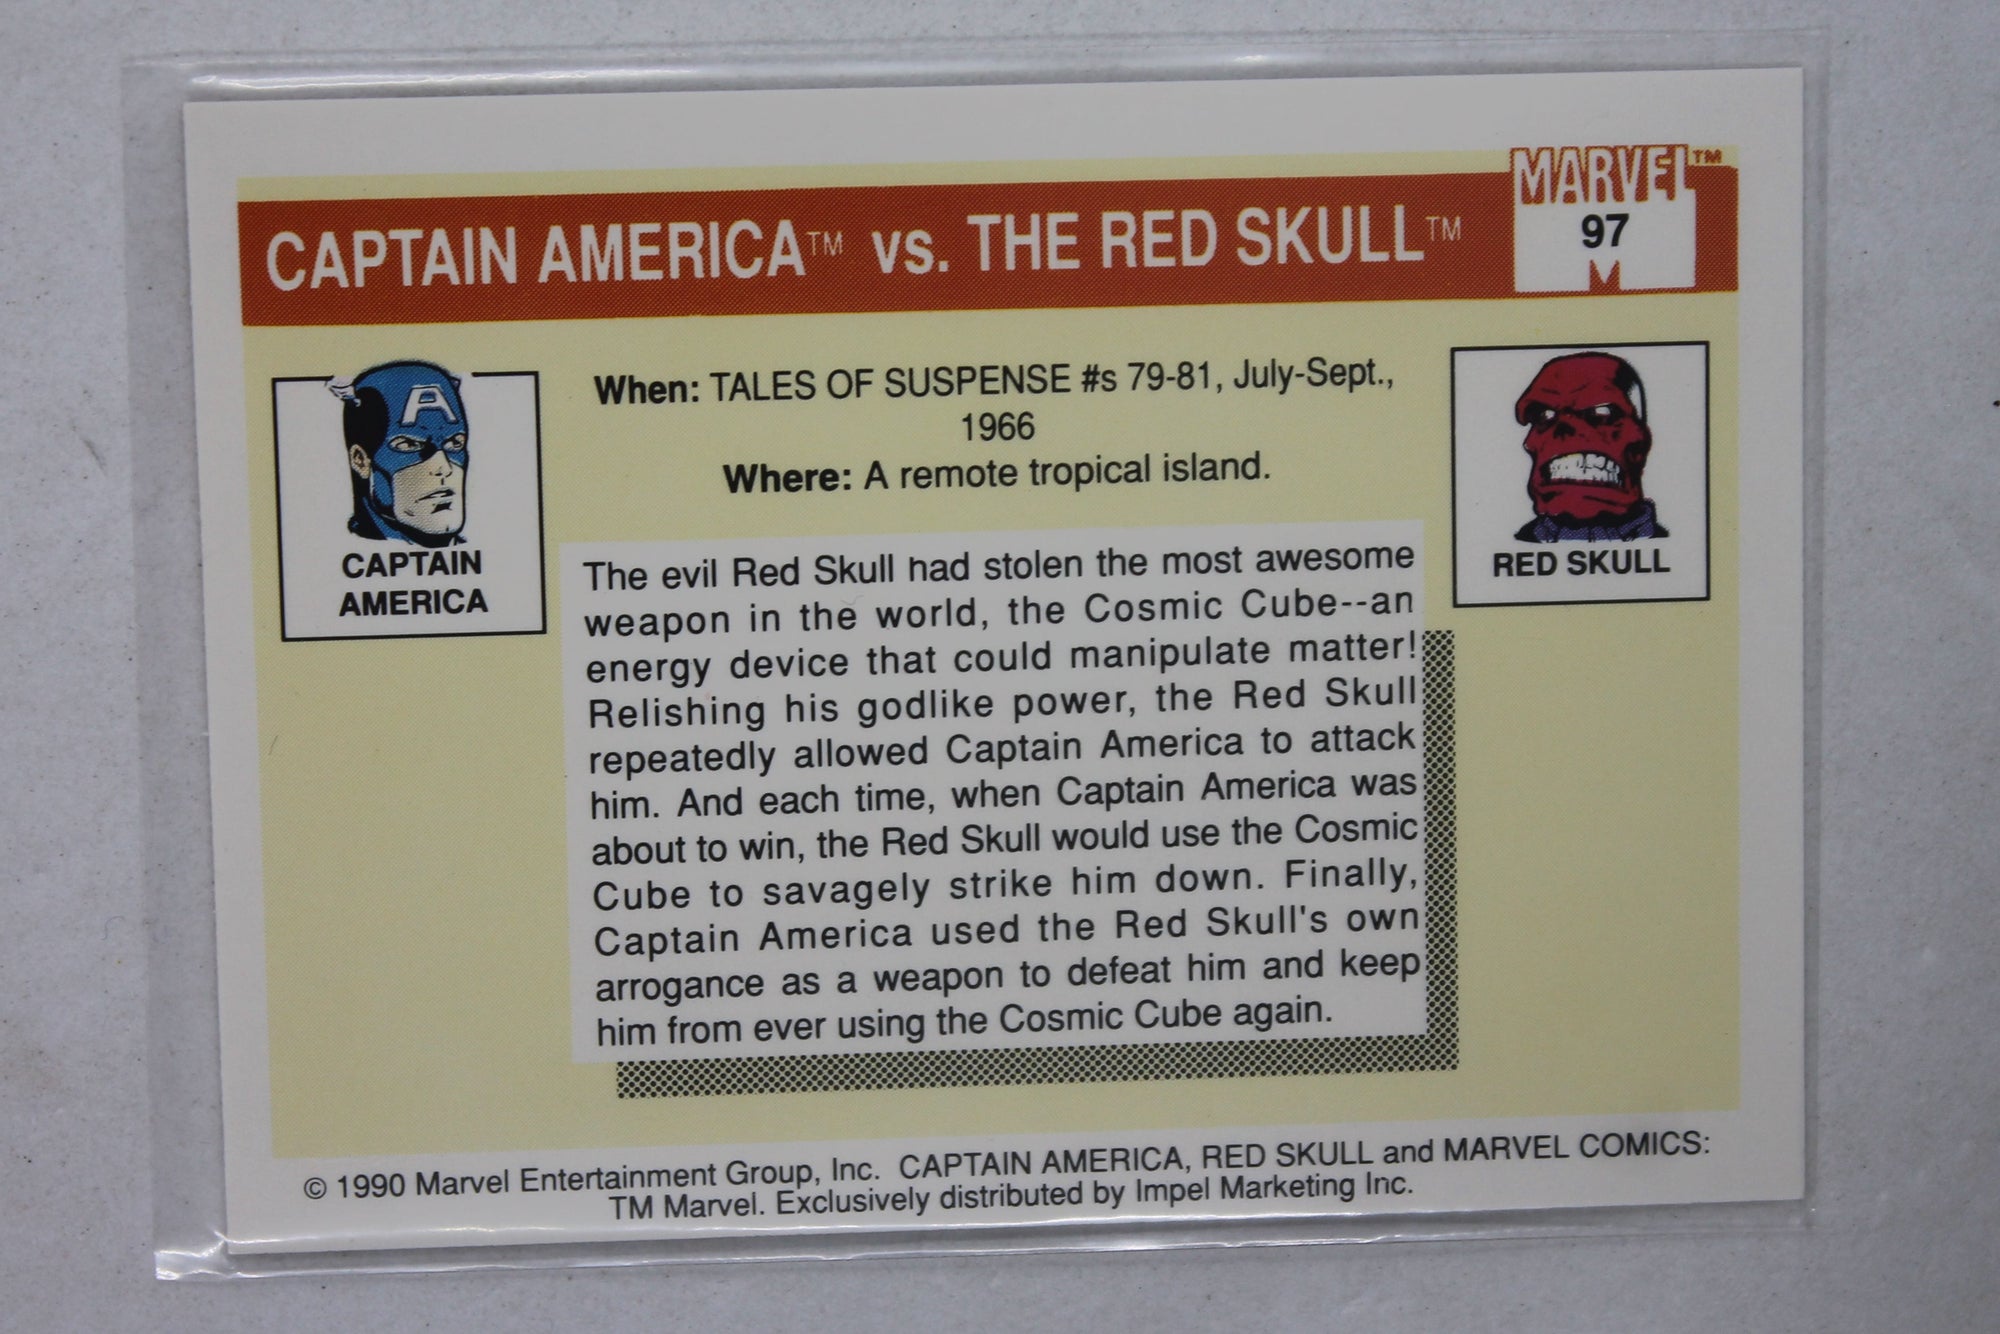 MARVEL™
97
CAPTAIN AMERICA™ vs. THE RED SKULL™
A
CAPTAIN
AMERICA
When: TALES OF SUSPENSE #s 79-81, July-Sept.,
1966
Where: A remote tropical island.
RED SKULL
The evil Red Skull had stolen the most awesome
weapon in the world, the Cosmic Cube--an
energy device that could manipulate matter!
Relishing his godlike power, the Red Skull
repeatedly allowed Captain America to attack
him. And each time, when Captain America was
about to win, the Red Skull would use the Cosmic
Cube to savagely strike him down. Finally,
Captain America used the Red Skull's own
arrogance as a weapon to defeat him and keep
him from ever using the Cosmic Cube again.
© 1990 Marvel Entertainment Group, Inc. CAPTAIN AMERICA, RED SKULL and MARVEL COMICS:
TM Marvel. Exclusively distributed by Impel Marketing Inc.